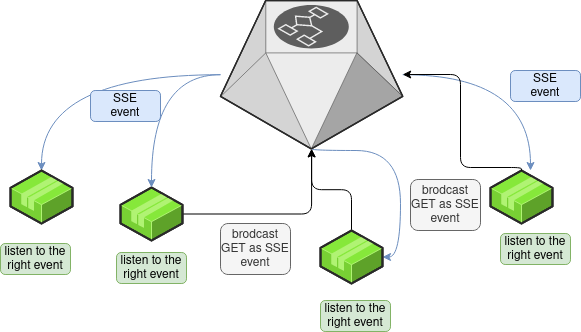 SSE
event
SSE
event
brodcast
GET as SSE
event
brodcast
GET as SSE
event
listen to the
right event
listen to the
right event
listen to the
right event
listen to the
right event